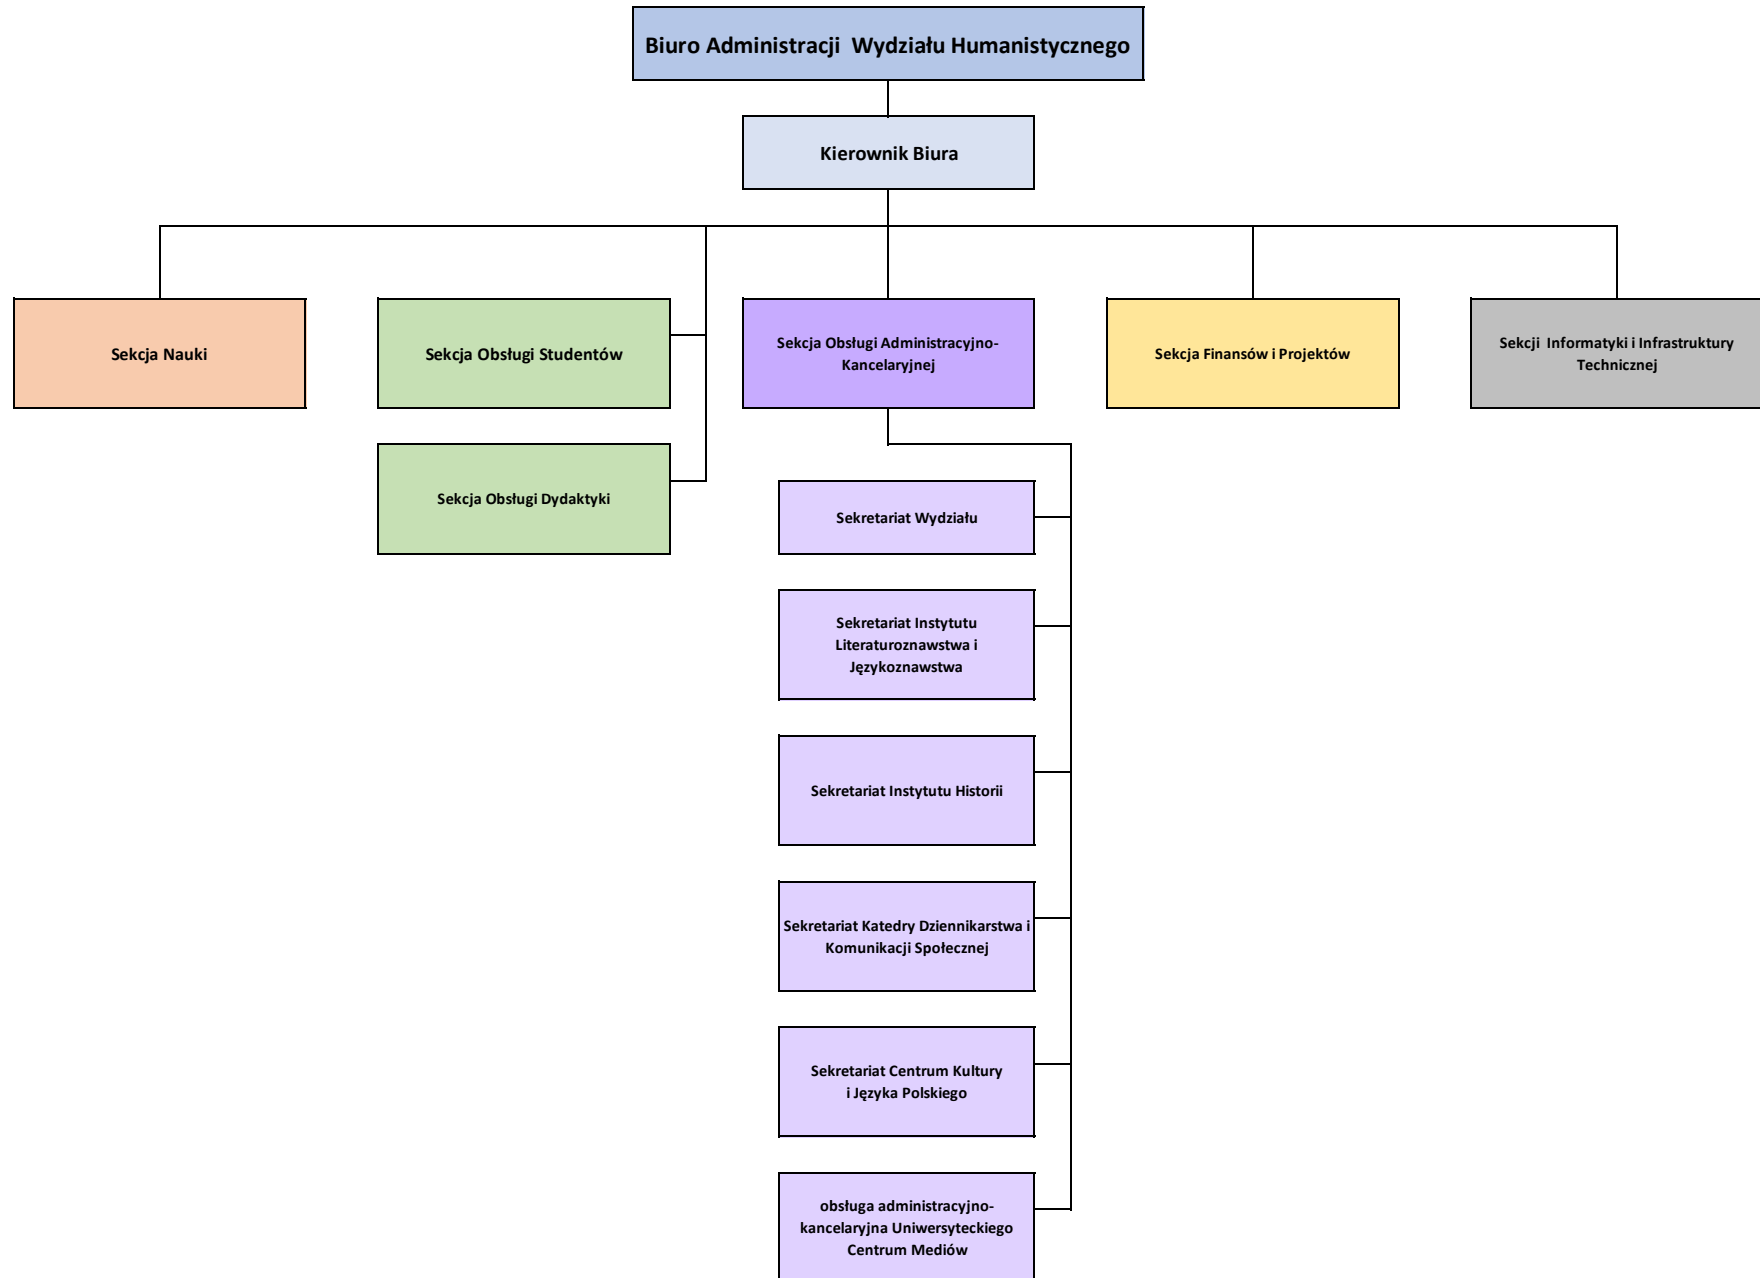 Biuro Administracji  Wydziału Humanistycznego
Kierownik Biura
Sekcja Nauki
Sekcja Obsługi Studentów
Sekcja Obsługi Administracyjno-
Kancelaryjnej
Sekcja Finansów i Projektów
Sekcji  Informatyki i Infrastruktury
Technicznej
Sekcja Obsługi Dydaktyki
Sekretariat Wydziału
Sekretariat Instytutu
Literaturoznawstwa i
Językoznawstwa
Sekretariat Instytutu Historii
Sekretariat Katedry Dziennikarstwa i
Komunikacji Społecznej
Sekretariat Centrum Kultury
i Języka Polskiego
obsługa administracyjno-
kancelaryjna Uniwersyteckiego
Centrum Mediów